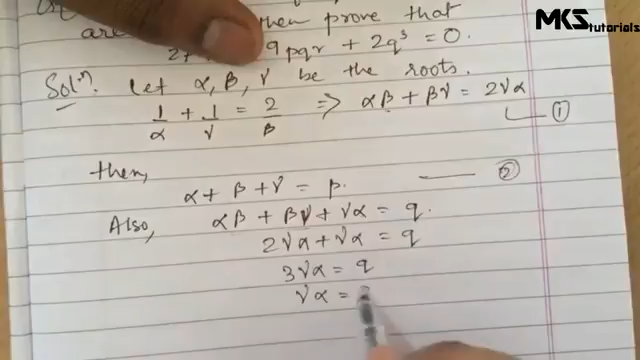 MKS tutorials
then prove that
are 9pqr + 2q³ = 0.
Solⁿ. Let α, β, γ be the roots.
1/α + 1/γ = 2/β ⇒ αβ + βγ = 2γα ①
then,
α + β + γ = p. ②
Also, αβ + βγ + γα = q.
2γα + γα = q
3γα = q
γα =